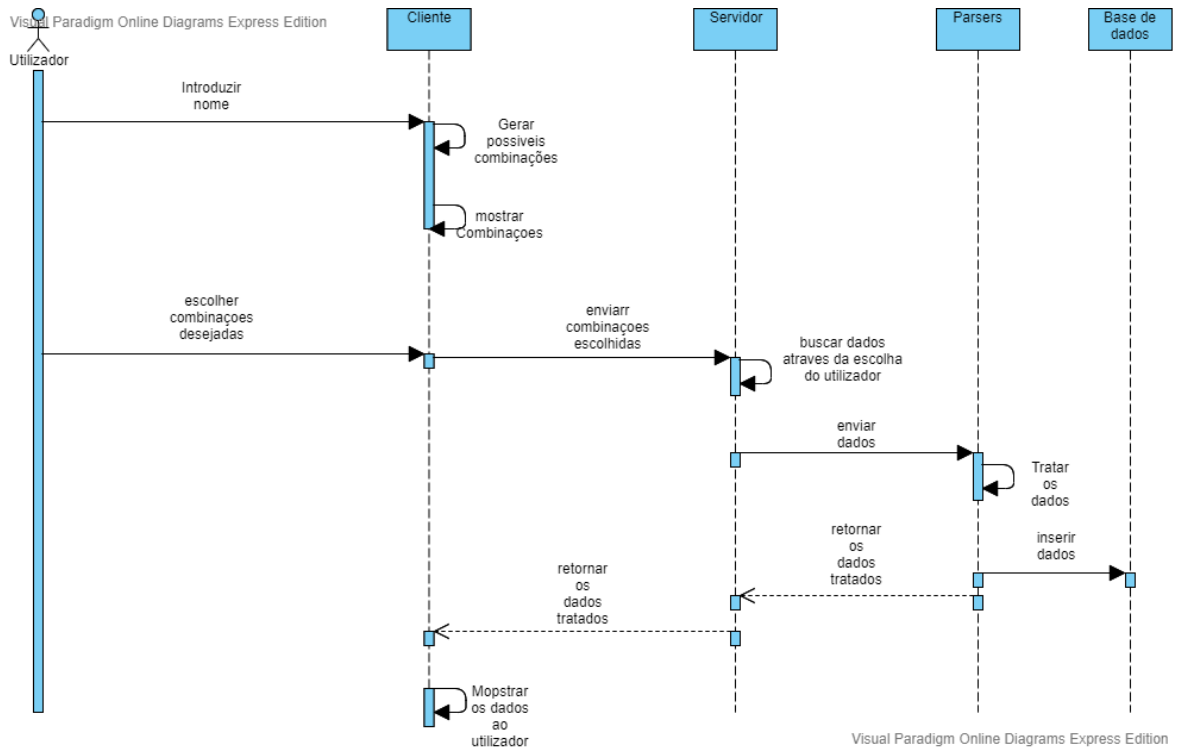 Visual Paradigm Online Diagrams Express Edition
Utilizador
Cliente
Servidor
Parsers
Base de
dados
Introduzir
nome
Gerar
possiveis
combinações
mostrar
Combinaçoes
escolher
combinaçoes
desejadas
enviarr
combinaçoes
escolhidas
buscar dados
atraves da escolha
do utilizador
enviar
dados
Tratar
os
dados
inserir
dados
retornar
os
dados
tratados
retornar
os
dados
tratados
Mopstrar
os dados
ao
utilizador
Visual Paradigm Online Diagrams Express Edition